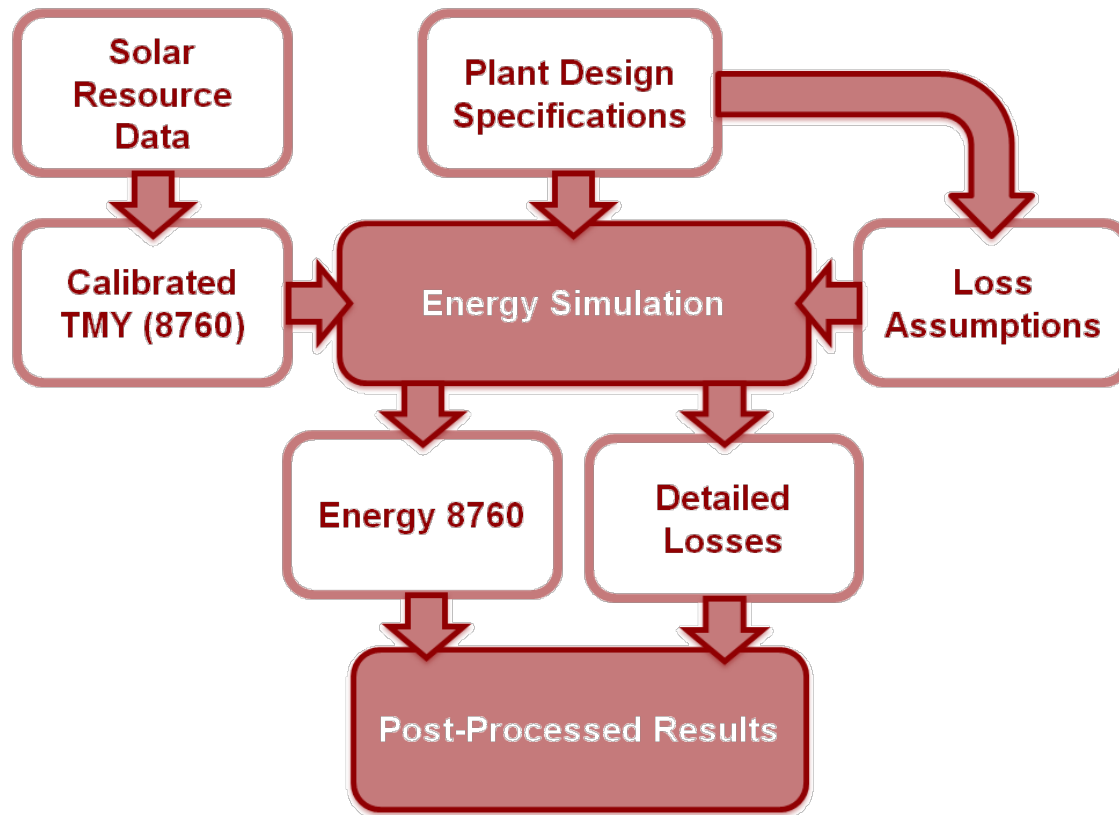 Solar
Resource
Data
Plant Design
Specifications
Calibrated
TMY (8760)
Energy Simulation
Loss
Assumptions
Energy 8760
Detailed
Losses
Post-Processed Results